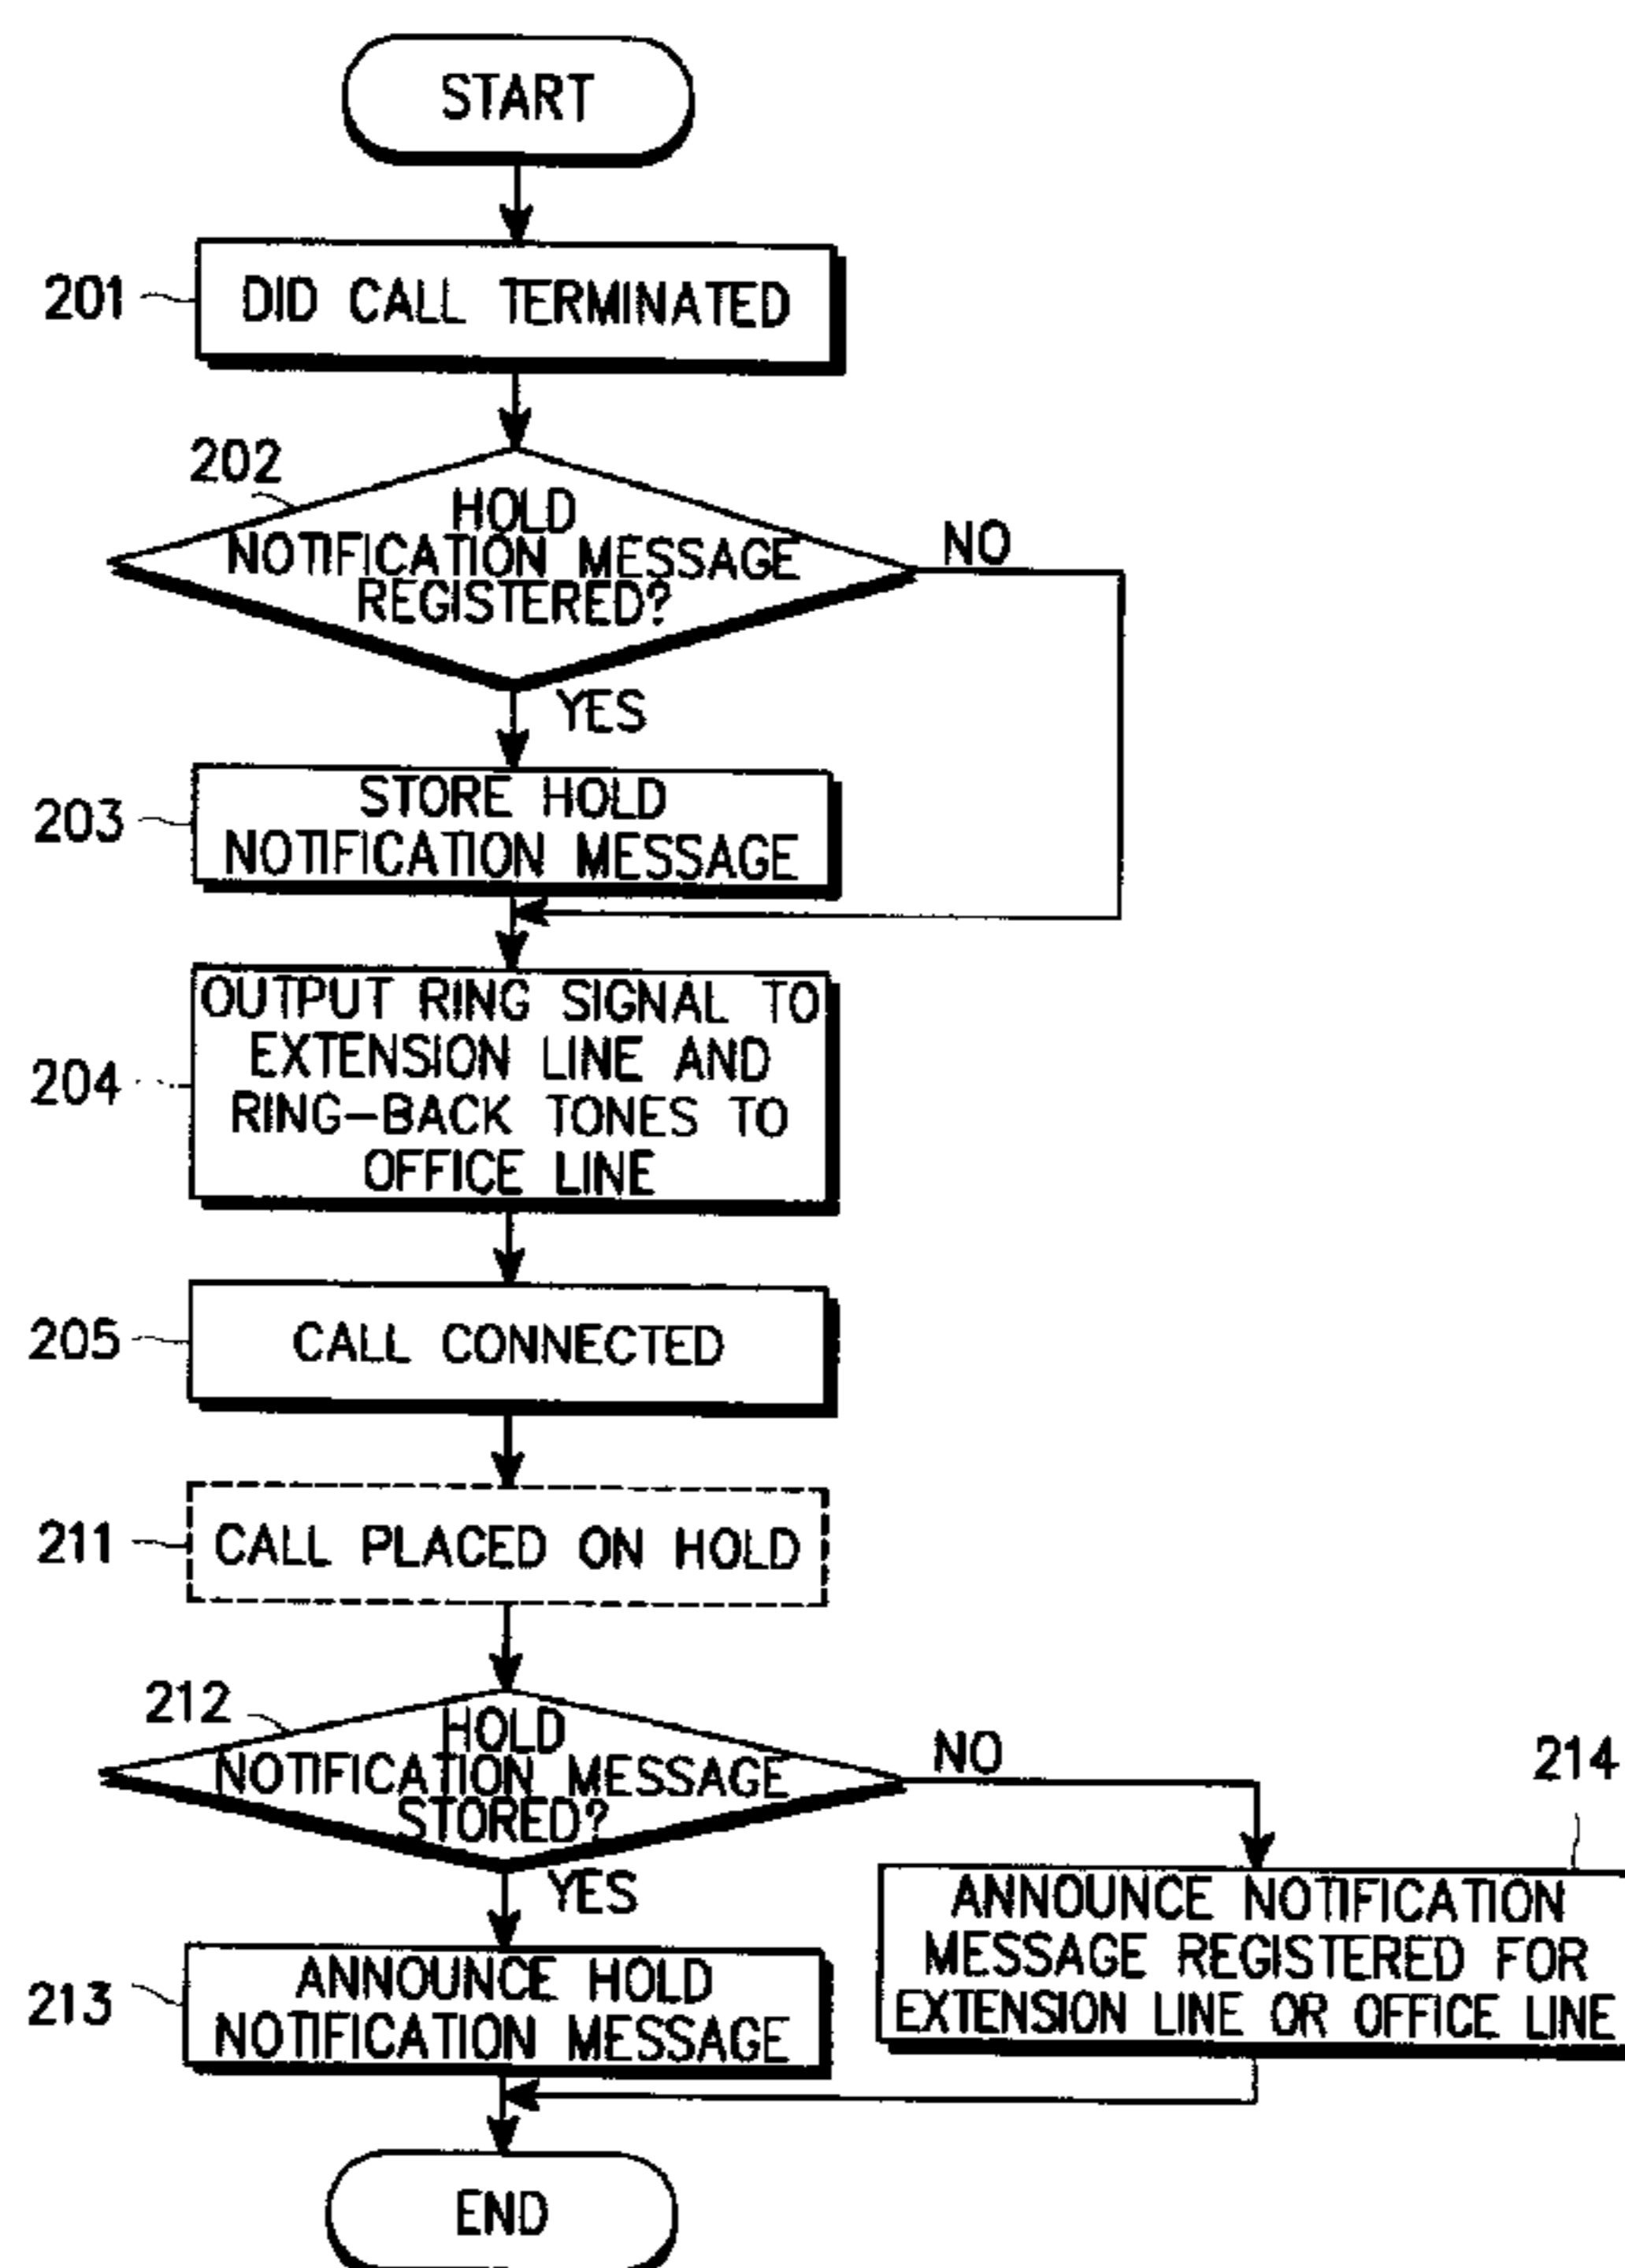 START
201
DID CALL TERMINATED
202
HOLD
NOTIFICATION MESSAGE
REGISTERED?
NO
YES
203
STORE HOLD
NOTIFICATION MESSAGE
204
OUTPUT RING SIGNAL TO
EXTENSION LINE AND
RING-BACK TONES TO
OFFICE LINE
205
CALL CONNECTED
211
CALL PLACED ON HOLD
212
HOLD
NOTIFICATION MESSAGE
STORED?
NO
YES
214
ANNOUNCE NOTIFICATION
MESSAGE REGISTERED FOR
EXTENSION LINE OR OFFICE LINE
213
ANNOUNCE HOLD
NOTIFICATION MESSAGE
END